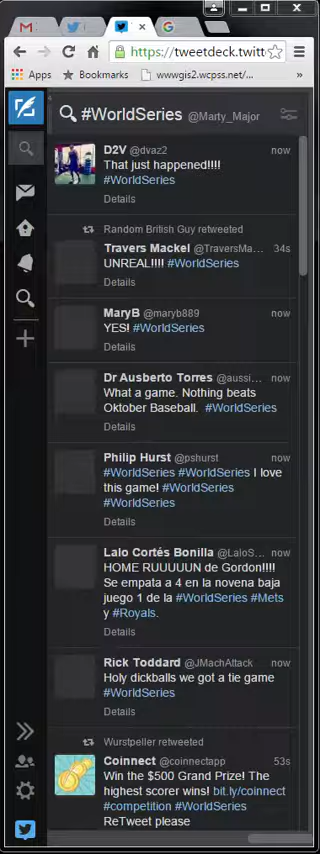 https://tweetdeck.twitt
Apps Bookmarks wwwgis2.wcpss.net/...
#WorldSeries @Marty_Major
D2V @dvaz2 now
That just happened!!!!
#WorldSeries
Details
Random British Guy retweeted
Travers Mackel @TraversMa... 34s
UNREAL!!!! #WorldSeries
Details
MaryB @maryb889 now
YES! #WorldSeries
Details
Dr Ausberto Torres @aussi... now
What a game. Nothing beats
Oktober Baseball. #WorldSeries
Details
Philip Hurst @pshurst now
#WorldSeries #WorldSeries I love
this game! #WorldSeries
#WorldSeries
Details
Lalo Cortés Bonilla @LaloS... now
HOME RUUUUN de Gordon!!!!
Se empata a 4 en la novena baja
juego 1 de la #WorldSeries #Mets
y #Royals.
Details
Rick Toddard @JMachAttack now
Holy dickballs we got a tie game
#WorldSeries
Details
Wurstpeller retweeted
Coinnect @coinnectapp 53s
Win the $500 Grand Prize! The
highest scorer wins! bit.ly/coinnect
#competition #WorldSeries
ReTweet please